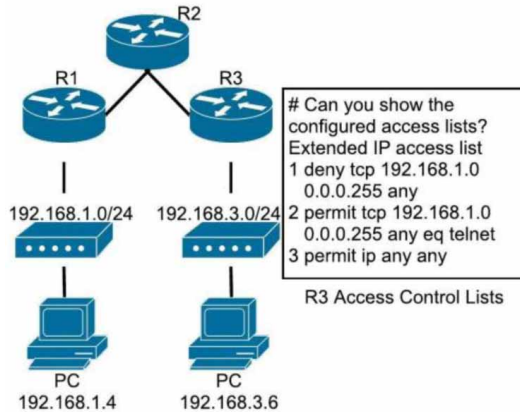 R2
R1
R3
# Can you show the
configured access lists?
Extended IP access list
1 deny tcp 192.168.1.0
0.0.0.255 any
2 permit tcp 192.168.1.0
0.0.0.255 any eq telnet
3 permit ip any any
192.168.1.0/24
192.168.3.0/24
R3 Access Control Lists
PC
192.168.1.4
PC
192.168.3.6